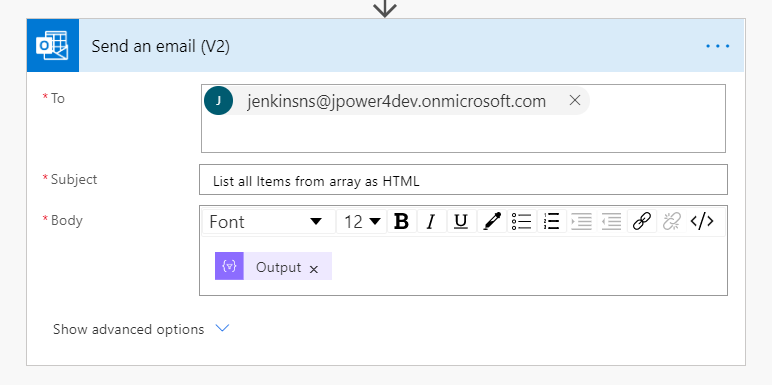 Send an email (V2)
* To
J jenkinsns@jpower4dev.onmicrosoft.com
* Subject
List all Items from array as HTML
* Body
Font 12 B I U </>
Output
Show advanced options